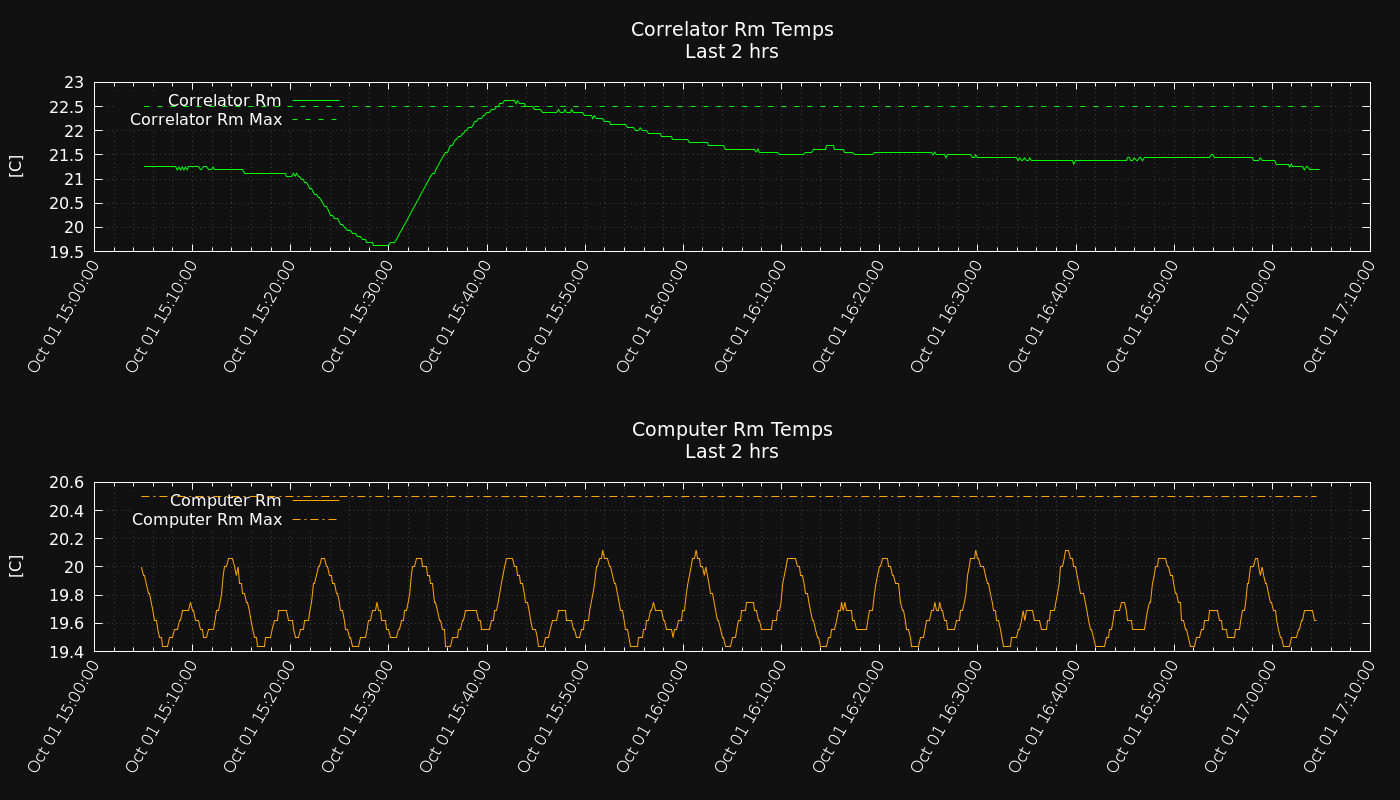 Correlator Rm Temps
Last 2 hrs
[C]
23
22.5
22
21.5
21
20.5
20
19.5
Correlator Rm
Correlator Rm Max
Oct 01 15:00:00
Oct 01 15:10:00
Oct 01 15:20:00
Oct 01 15:30:00
Oct 01 15:40:00
Oct 01 15:50:00
Oct 01 16:00:00
Oct 01 16:10:00
Oct 01 16:20:00
Oct 01 16:30:00
Oct 01 16:40:00
Oct 01 16:50:00
Oct 01 17:00:00
Oct 01 17:10:00
Computer Rm Temps
Last 2 hrs
[C]
20.6
20.4
20.2
20
19.8
19.6
19.4
Computer Rm
Computer Rm Max
Oct 01 15:00:00
Oct 01 15:10:00
Oct 01 15:20:00
Oct 01 15:30:00
Oct 01 15:40:00
Oct 01 15:50:00
Oct 01 16:00:00
Oct 01 16:10:00
Oct 01 16:20:00
Oct 01 16:30:00
Oct 01 16:40:00
Oct 01 16:50:00
Oct 01 17:00:00
Oct 01 17:10:00